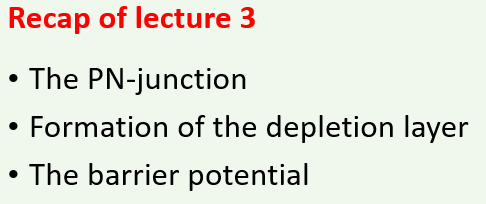 Recap of lecture 3
• The PN-junction
• Formation of the depletion layer
• The barrier potential